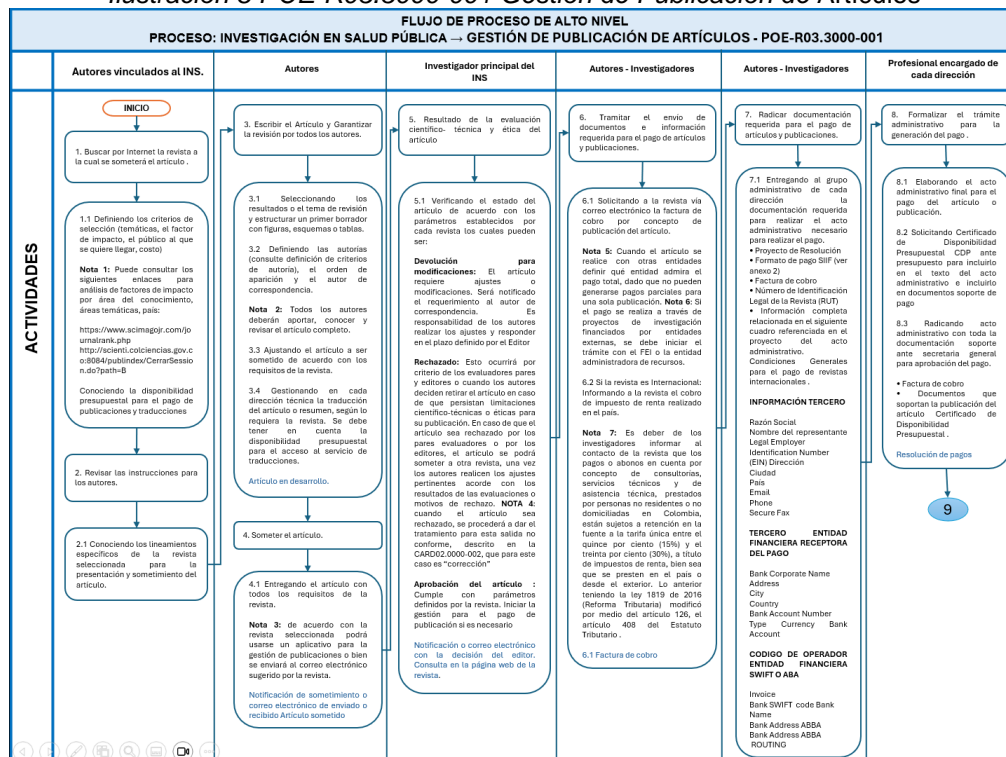 Ilustración 3 POE-R03.3000-001 Gestión de Publicación de Artículos
FLUJO DE PROCESO DE ALTO NIVEL
PROCESO: INVESTIGACIÓN EN SALUD PÚBLICA → GESTIÓN DE PUBLICACIÓN DE ARTÍCULOS - POE-R03.3000-001
ACTIVIDADES
Autores vinculados al INS.
INICIO
1. Buscar por Internet la revista a
la cual se someterá el artículo .
1.1 Definiendo los criterios de
selección (temáticas, el factor
de impacto, el público al que
se quiere llegar, costo)
Nota 1: Puede consultar los
siguientes enlaces para
análisis de factores de impacto
por área del conocimiento,
áreas temáticas, país:
https://www.scimagojr.com/jo
urnalrank.php
http://scienti.colciencias.gov.c
o:8084/publindex/CerrarSessio
n.do?path=B
Conociendo la disponibilidad
presupuestal para el pago de
publicaciones y traducciones
2. Revisar las instrucciones para
los autores.
2.1 Conociendo los lineamientos
específicos de la revista
seleccionada para la
presentación y sometimiento del
artículo.
Autores
3. Escribir el Artículo y Garantizar
la revisión por todos los autores.
3.1 Seleccionando los
resultados o el tema de revisión
y estructurar un primer borrador
con figuras, esquemas o tablas.
3.2 Definiendo las autorías
(consulte definición de criterios
de autoría), el orden de
aparición y el autor de
correspondencia.
Nota 2: Todos los autores
deberán aportar, conocer y
revisar el artículo completo.
3.3 Ajustando el artículo a ser
sometido de acuerdo con los
requisitos de la revista.
3.4 Gestionando en cada
dirección técnica la traducción
del artículo o resumen, según lo
requiera la revista. Se debe
tener en cuenta la
disponibilidad presupuestal
para el acceso al servicio de
traducciones.
Artículo en desarrollo.
4. Someter el artículo.
4.1 Entregando el artículo con
todos los requisitos de la
revista.
Nota 3: de acuerdo con la
revista seleccionada podrá
usarse un aplicativo para la
gestión de publicaciones o bien
se enviará al correo electrónico
sugerido por la revista.
Notificación de sometimiento o
correo electrónico de enviado o
recibido Artículo sometido
Investigador principal del
INS
5. Resultado de la evaluación
científico- técnica y ética del
artículo
5.1 Verificando el estado del
artículo de acuerdo con los
parámetros establecidos por
cada revista los cuales pueden
ser:
Devolución para
modificaciones: El artículo
requiere ajustes o
modificaciones. Será notificado
el requerimiento al autor de
correspondencia. Es
responsabilidad de los autores
realizar los ajustes y responder
en el plazo definido por el Editor
Rechazado: Esto ocurrirá por
criterio de los evaluadores pares
y editores o cuando los autores
deciden retirar el artículo en caso
de que persistan limitaciones
científico-técnicas o éticas para
su publicación. En caso de que el
artículo sea rechazado por los
pares evaluadores o por los
editores, el artículo se podrá
someter a otra revista, una vez
los autores realicen los ajustes
pertinentes acorde con los
resultados de las evaluaciones o
motivos de rechazo. NOTA 4:
cuando el artículo sea
rechazado, se procederá a dar el
tratamiento para esta salida no
conforme, descrito en la
CARD02.0000-002, que para este
caso es “corrección”
Aprobación del artículo :
Cumple con parámetros
definidos por la revista. Iniciar la
gestión para el pago de
publicación si es necesario
Notificación o correo electrónico
con la decisión del editor.
Consulta en la página web de la
revista.
Autores - Investigadores
6. Tramitar el envío de
documentos e información
requerida para el pago de artículos
y publicaciones.
6.1 Solicitando a la revista via
correo electrónico la factura de
cobro por concepto de
publicación del artículo.
Nota 5: Cuando el artículo se
realice con otras entidades
definir qué entidad admira el
pago total, dado que no pueden
generarse pagos parciales para
una sola publicación. Nota 6: Si
el pago se realiza a través de
proyectos de investigación
financiados por entidades
externas, se debe iniciar el
trámite con el FEI o la entidad
administradora de recursos.
6.2 Si la revista es Internacional:
Informando a la revista el cobro
de impuesto de renta realizado
en el país.
Nota 7: Es deber de los
investigadores informar al
contacto de la revista que los
pagos o abonos en cuenta por
concepto de consultorías,
servicios técnicos y de
asistencia técnica, prestados
por personas no residentes o no
domiciliadas en Colombia,
están sujetos a retención en la
fuente a la tarifa única entre el
quince por ciento (15%) y el
treinta por ciento (30%), a título
de impuestos de renta, bien sea
que se presten en el país o
desde el exterior. Lo anterior
teniendo la ley 1819 de 2016
(Reforma Tributaria) modificó
por medio del artículo 126, el
artículo 408 del Estatuto
Tributario .
6.1 Factura de cobro
Autores - Investigadores
7. Radicar documentación
requerida para el pago de
artículos y publicaciones.
7.1 Entregando al grupo
administrativo de cada
dirección la
documentación requerida
para realizar el acto
administrativo necesario
para realizar el pago.
• Proyecto de Resolución
• Formato de pago SIIF (ver
anexo 2)
• Factura de cobro
• Número de Identificación
Legal de la Revista (RUT)
• Información completa
relacionada en el siguiente
cuadro referenciada en el
proyecto del acto
administrativo.
Condiciones Generales
para el pago de revistas
internacionales .
INFORMACIÓN TERCERO
Razón Social
Nombre del representante
Legal Employer
Identification Number
(EIN) Dirección
Ciudad
País
Email
Phone
Secure Fax
TERCERO ENTIDAD
FINANCIERA RECEPTORA
DEL PAGO
Bank Corporate Name
Address
City
Country
Bank Account Number
Type Currency Bank
Account
CODIGO DE OPERADOR
ENTIDAD FINANCIERA
SWIFT O ABA
Invoice
Bank SWIFT code Bank
Name
Bank Address ABBA
Bank Address ABBA
ROUTING
Profesional encargado de
cada dirección
8. Formalizar el trámite
administrativo para la
generación del pago .
8.1 Elaborando el acto
administrativo final para el
pago del artículo o
publicación.
8.2 Solicitando Certificado
de Disponibilidad
Presupuestal CDP ante
presupuesto para incluirlo
en el texto del acto
administrativo e incluirlo
en documentos soporte de
pago
8.3 Radicando acto
administrativo con toda la
documentación soporte
ante secretaria general
para aprobación del pago.
• Factura de cobro
• Documentos que
soportan la publicación del
artículo Certificado de
Disponibilidad
Presupuestal .
Resolución de pagos
9